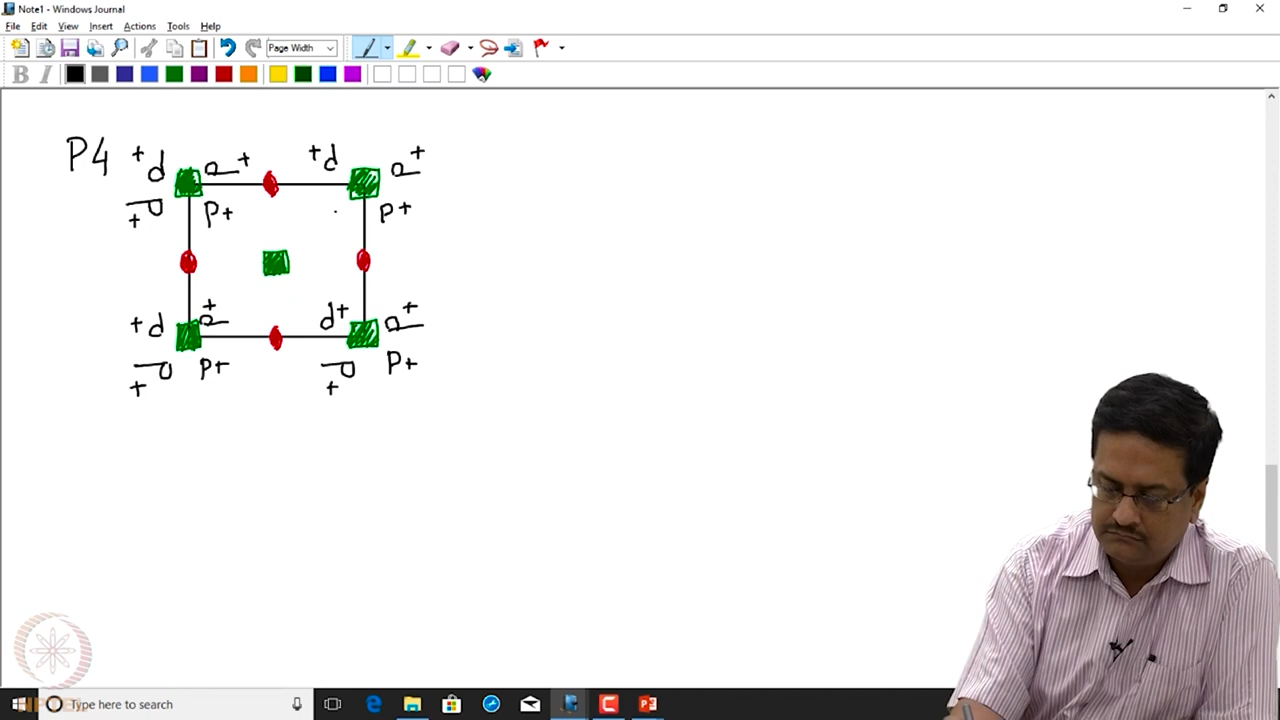 Note1 - Windows Journal
File Edit View Insert Actions Tools Help
Page Width
B I
P4
+d +d
P+ P+
+d d+
P+ P+
Type here to search